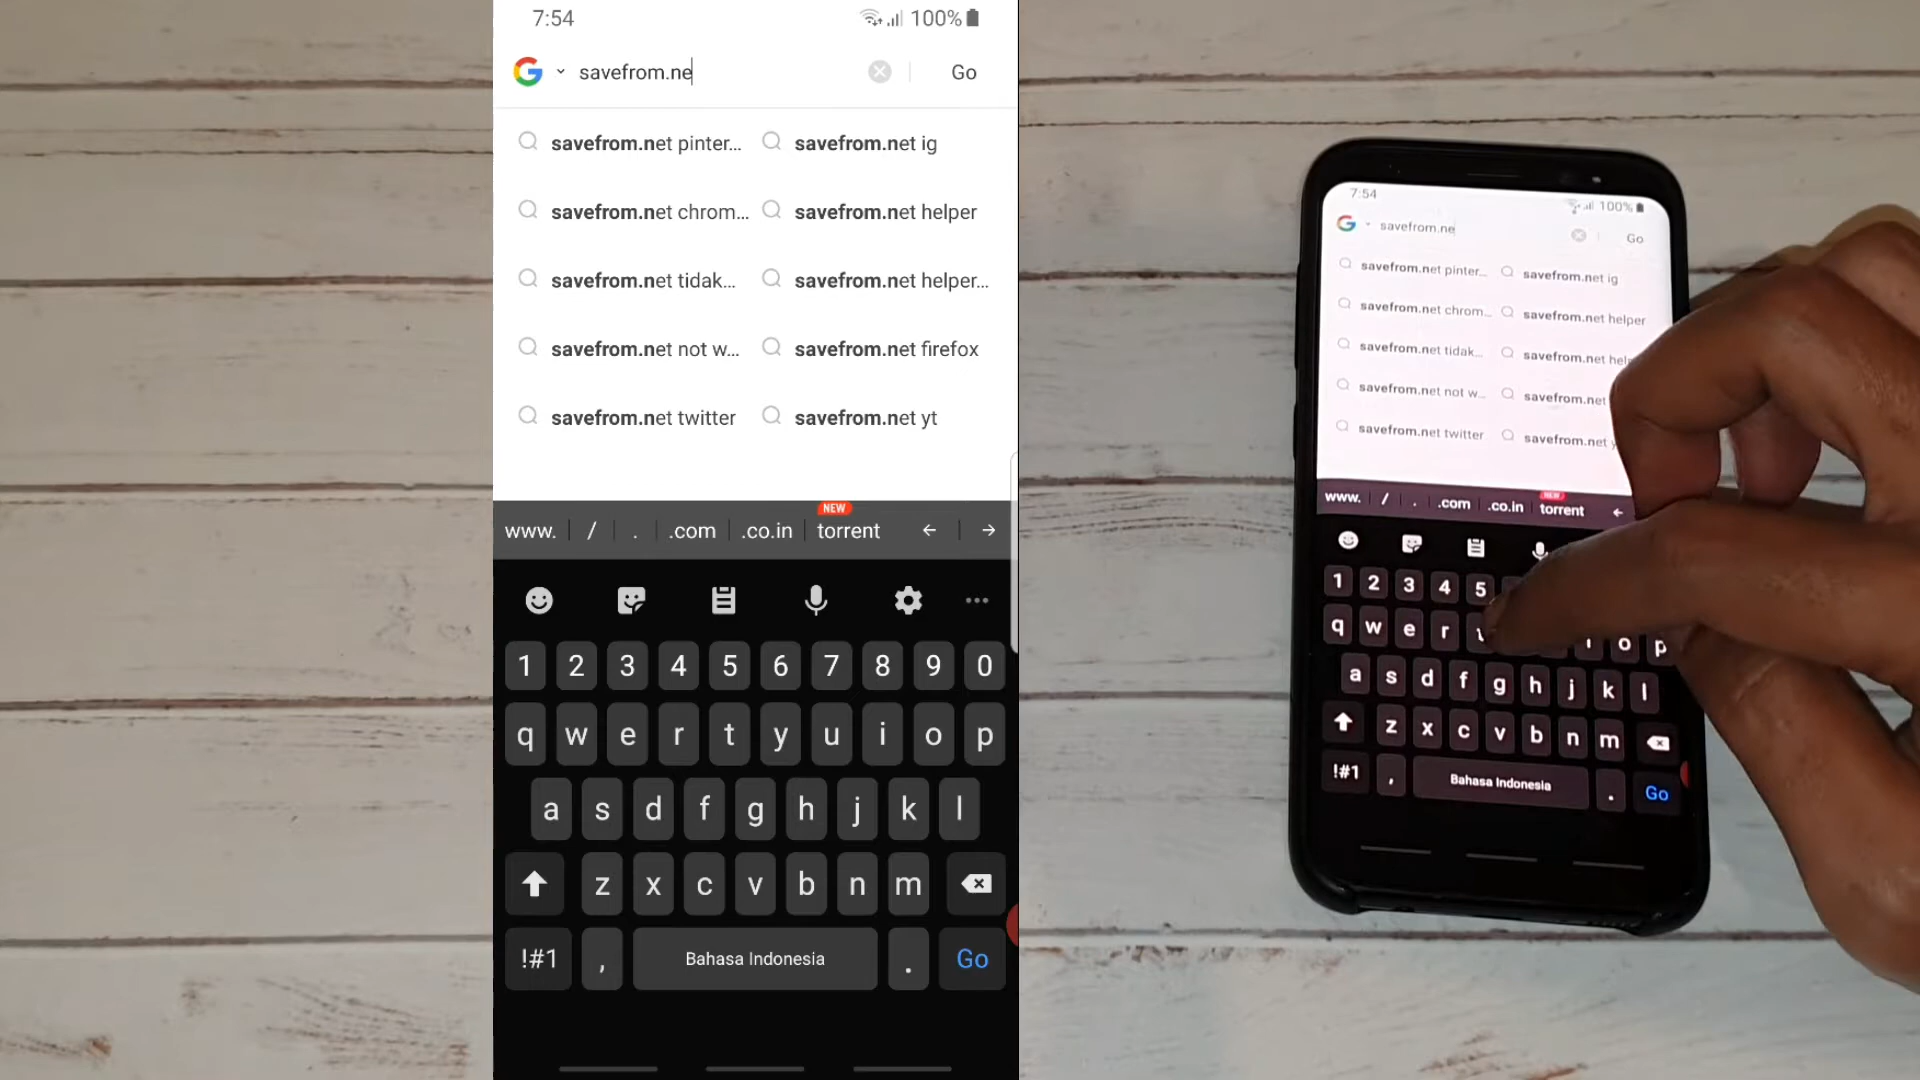 7:54 100%
savefrom.ne Go
savefrom.net pinter... savefrom.net ig
savefrom.net chrom... savefrom.net helper
savefrom.net tidak... savefrom.net helper...
savefrom.net not w... savefrom.net firefox
savefrom.net twitter savefrom.net yt
NEW
www. / . .com .co.in torrent ← →
1 2 3 4 5 6 7 8 9 0
q w e r t y u i o p
a s d f g h j k l
z x c v b n m
!#1 , Bahasa Indonesia . Go
7:54 100%
savefrom.ne Go
savefrom.net pinter... savefrom.net ig
savefrom.net chrom... savefrom.net helper
savefrom.net tidak... savefrom.net
savefrom.net not w... savefrom.net
savefrom.net twitter savefrom.net
NEW
www. / . .com .co.in torrent ←
1 2 3 4 5
q w e r o p
a s d f g h j k l
z x c v b n m
!#1 , Bahasa Indonesia . Go